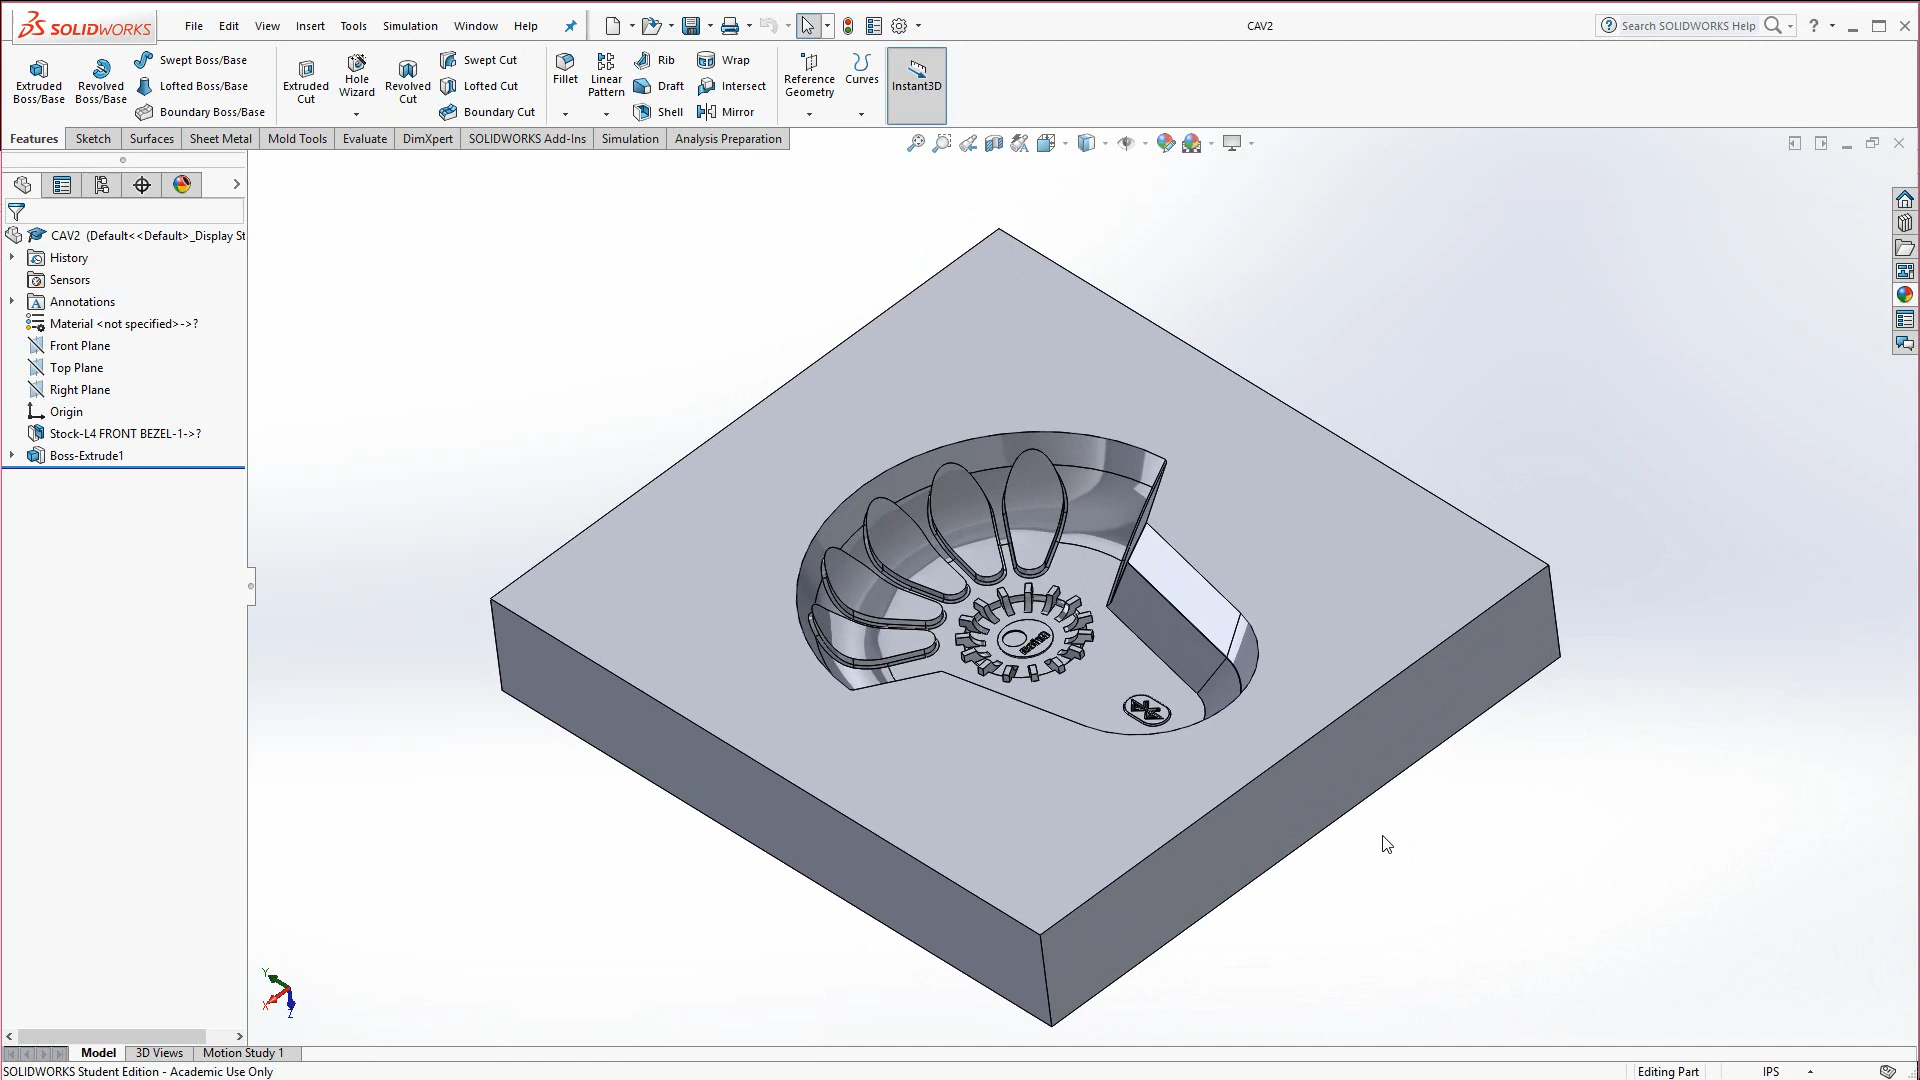 SOLIDWORKS
File Edit View Insert Tools Simulation Window Help
CAV2
Search SOLIDWORKS Help
Extruded Boss/Base
Revolved Boss/Base
Swept Boss/Base
Lofted Boss/Base
Boundary Boss/Base
Extruded Cut
Hole Wizard
Revolved Cut
Swept Cut
Lofted Cut
Boundary Cut
Fillet
Linear Pattern
Rib
Draft
Shell
Wrap
Intersect
Mirror
Reference Geometry
Curves
Instant3D
Features Sketch Surfaces Sheet Metal Mold Tools Evaluate DimXpert SOLIDWORKS Add-Ins Simulation Analysis Preparation
CAV2 (Default<<Default>_Display St
History
Sensors
Annotations
Material <not specified>->?
Front Plane
Top Plane
Right Plane
Origin
Stock-L4 FRONT BEZEL-1->?
Boss-Extrude1
Y
X
Z
Model 3D Views Motion Study 1
SOLIDWORKS Student Edition - Academic Use Only
Editing Part
IPS